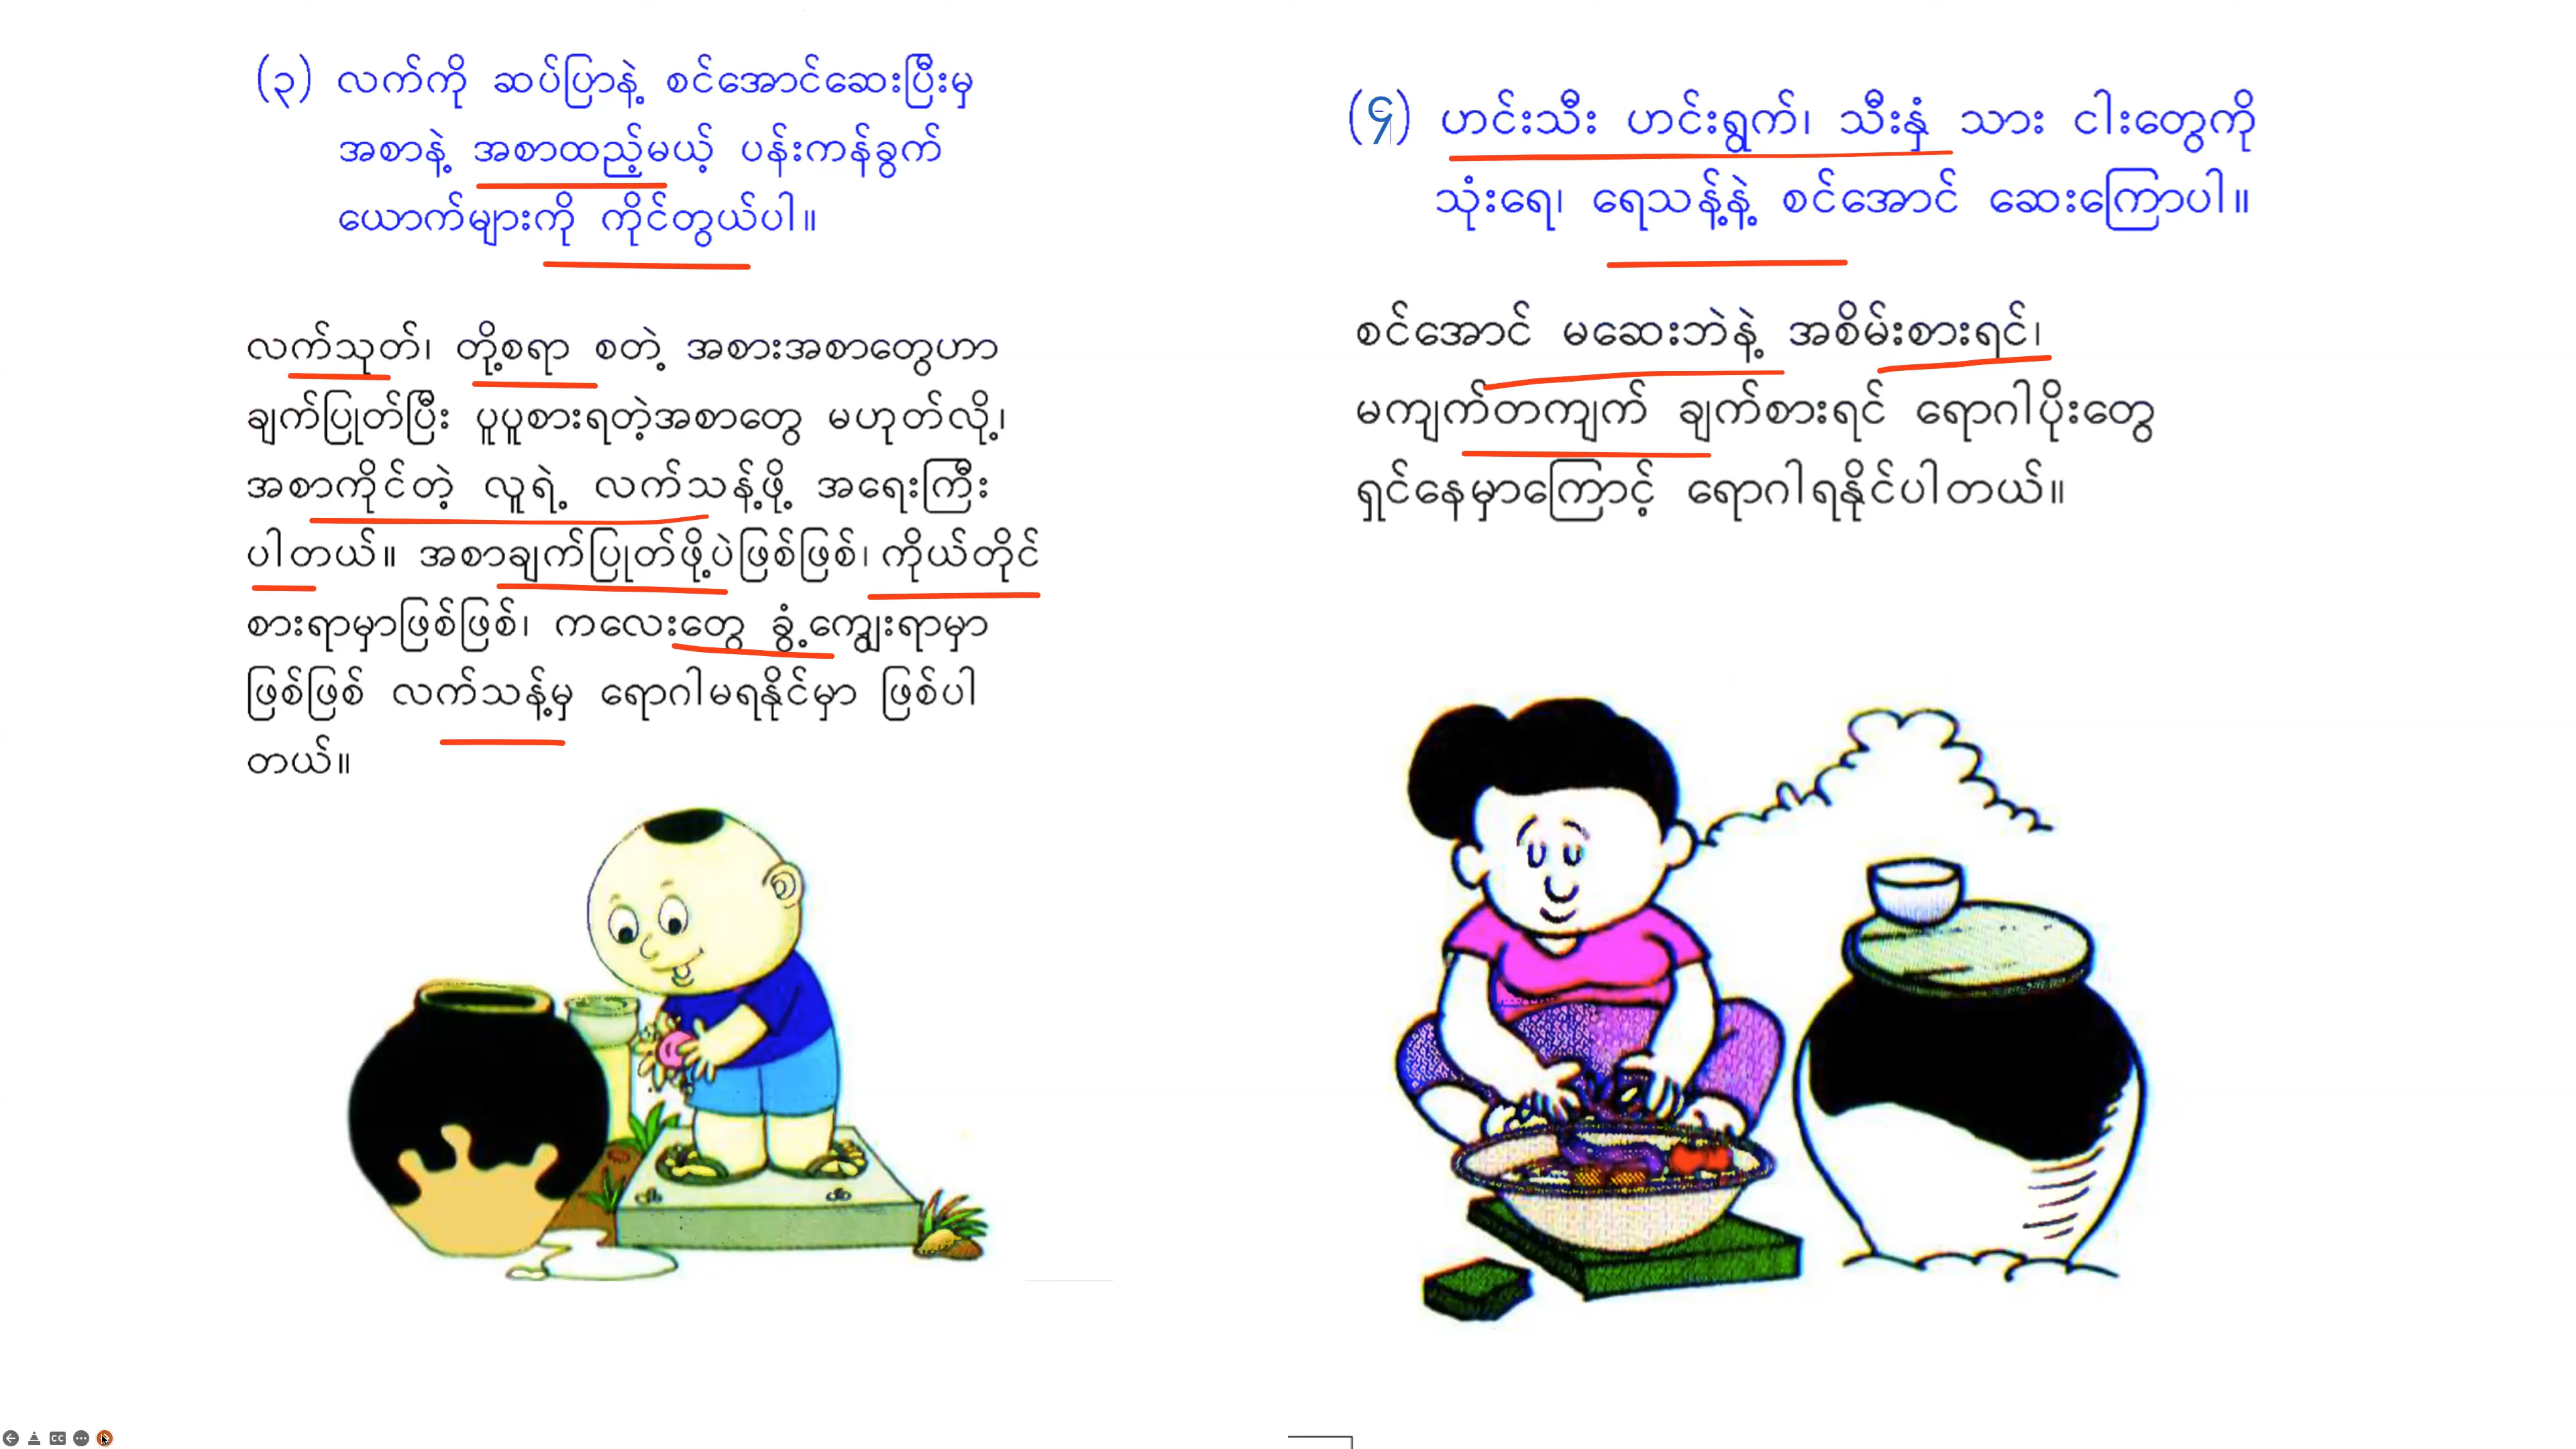 (၃) လက်ကို ဆပ်ပြာနဲ့ စင်အောင်ဆေးပြီးမှ
အစာနဲ့ အစာထည့်မယ့် ပန်းကန်ခွက်
ယောက်များကို ကိုင်တွယ်ပါ။
လက်သုတ်၊ တို့စရာ စတဲ့ အစားအစာတွေဟာ
ချက်ပြုတ်ပြီး ပူပူစားရတဲ့အစာတွေ မဟုတ်လို့၊
အစာကိုင်တဲ့ လူရဲ့ လက်သန့်ဖို့ အရေးကြီး
ပါတယ်။ အစာချက်ပြုတ်ဖို့ပဲဖြစ်ဖြစ်၊ ကိုယ်တိုင်
စားရာမှာဖြစ်ဖြစ်၊ ကလေးတွေ ခွံ့ကျွေးရာမှာ
ဖြစ်ဖြစ် လက်သန့်မှ ရောဂါမရနိုင်မှာ ဖြစ်ပါ
တယ်။
(၄) ဟင်းသီး ဟင်းရွက်၊ သီးနှံ သား ငါးတွေကို
သုံးရေ၊ ရေသန့်နဲ့ စင်အောင် ဆေးကြောပါ။
စင်အောင် မဆေးဘဲနဲ့ အစိမ်းစားရင်၊
မကျက်တကျက် ချက်စားရင် ရောဂါပိုးတွေ
ရှင်နေမှာကြောင့် ရောဂါရနိုင်ပါတယ်။
CC